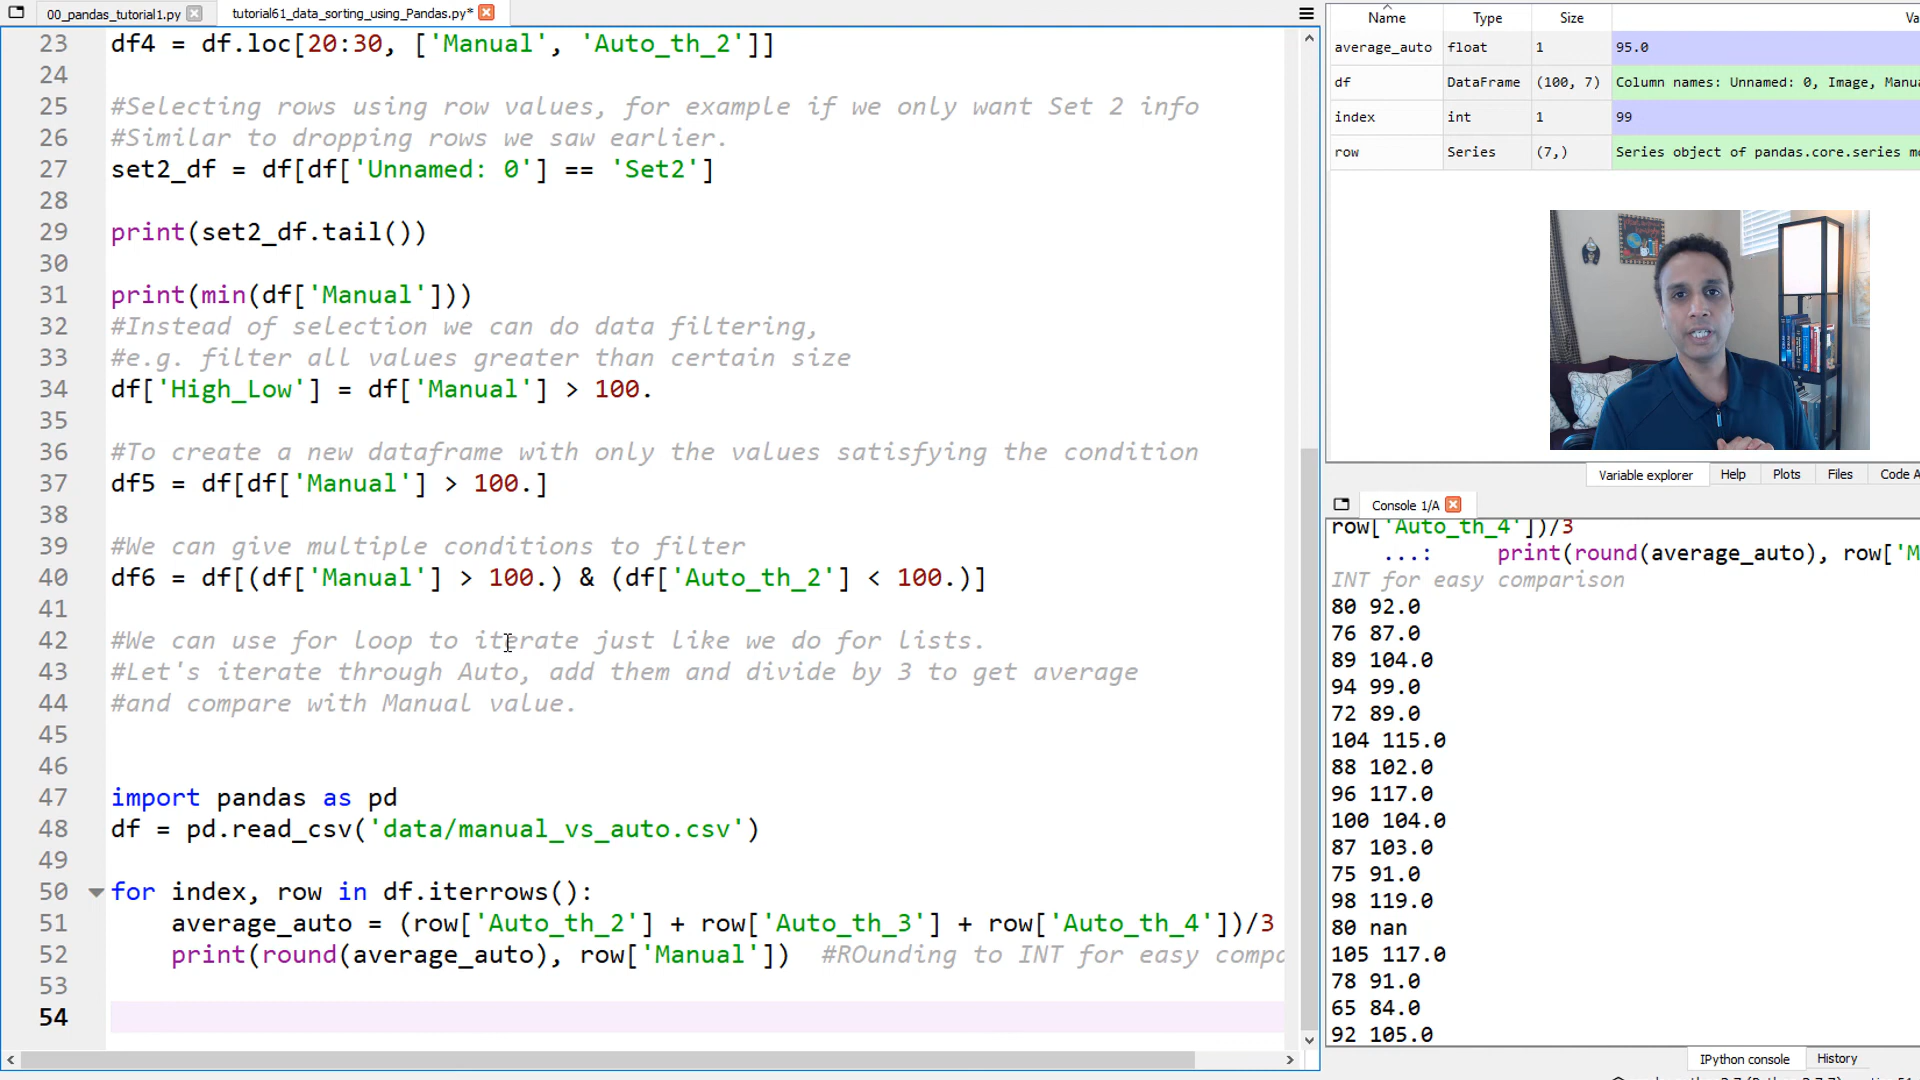 00_pandas_tutorial1.py
tutorial61_data_sorting_using_Pandas.py*
23 df4 = df.loc[20:30, ['Manual', 'Auto_th_2']]
24
25 #Selecting rows using row values, for example if we only want Set 2 info
26 #Similar to dropping rows we saw earlier.
27 set2_df = df[df['Unnamed: 0'] == 'Set2']
28
29 print(set2_df.tail())
30
31 print(min(df['Manual']))
32 #Instead of selection we can do data filtering,
33 #e.g. filter all values greater than certain size
34 df['High_Low'] = df['Manual'] > 100.
35
36 #To create a new dataframe with only the values satisfying the condition
37 df5 = df[df['Manual'] > 100.]
38
39 #We can give multiple conditions to filter
40 df6 = df[(df['Manual'] > 100.) & (df['Auto_th_2'] < 100.)]
41
42 #We can use for loop to iterate just like we do for lists.
43 #Let's iterate through Auto, add them and divide by 3 to get average
44 #and compare with Manual value.
45
46
47 import pandas as pd
48 df = pd.read_csv('data/manual_vs_auto.csv')
49
50 for index, row in df.iterrows():
51 average_auto = (row['Auto_th_2'] + row['Auto_th_3'] + row['Auto_th_4'])/3
52 print(round(average_auto), row['Manual']) #ROunding to INT for easy compa
53
54
Name Type Size Va
average_auto float 1 95.0
df DataFrame (100, 7) Column names: Unnamed: 0, Image, Manua
index int 1 99
row Series (7,) Series object of pandas.core.series mo
Variable explorer Help Plots Files Code A
Console 1/A
row['Auto_th_4'])/3
...: print(round(average_auto), row['M
INT for easy comparison
80 92.0
76 87.0
89 104.0
94 99.0
72 89.0
104 115.0
88 102.0
96 117.0
100 104.0
87 103.0
75 91.0
98 119.0
80 nan
105 117.0
78 91.0
65 84.0
92 105.0
IPython console History